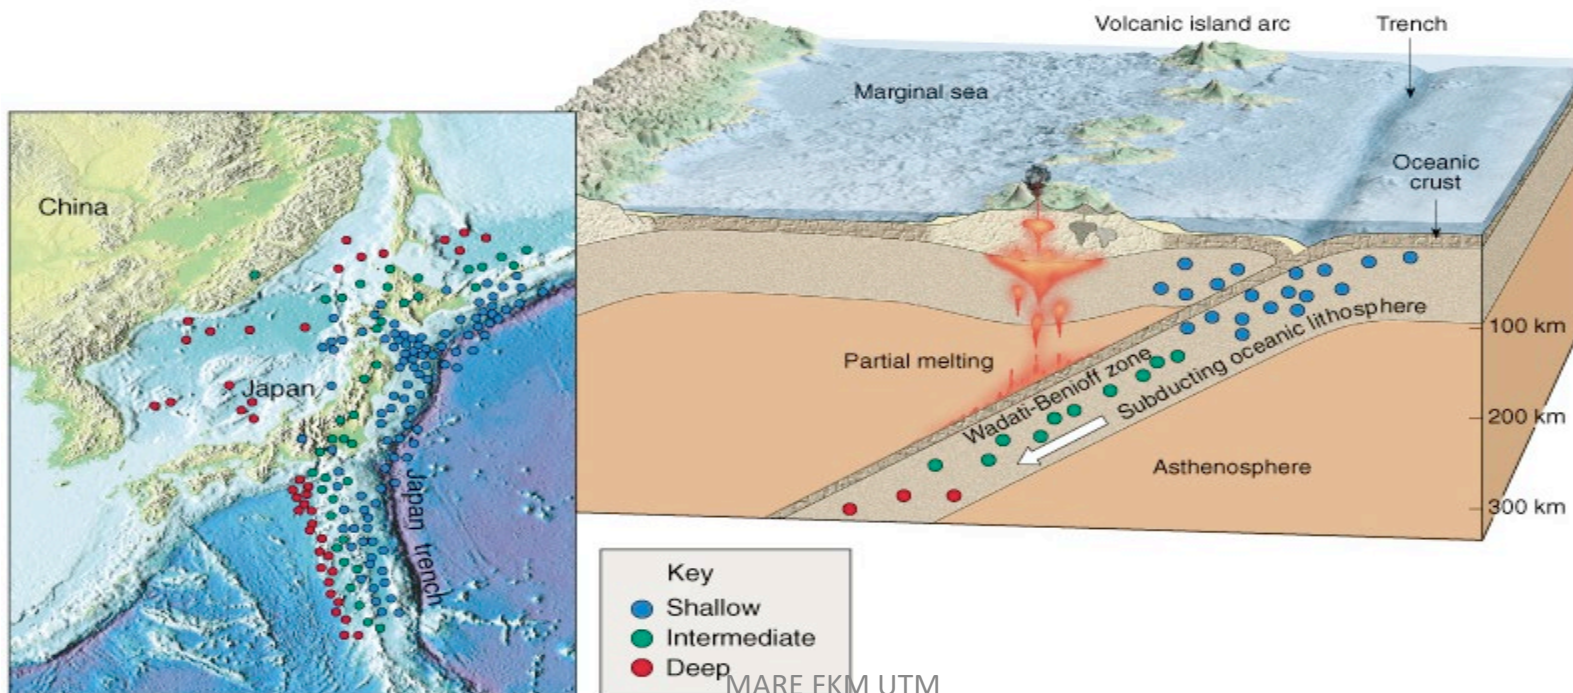 Volcanic island arc
Trench
Marginal sea
Oceanic
crust
China
Japan
Japan trench
Partial melting
Wadati-Benioff zone
Subducting oceanic lithosphere
Asthenosphere
100 km
200 km
300 km
Key
Shallow
Intermediate
Deep
MARE FKM UTM